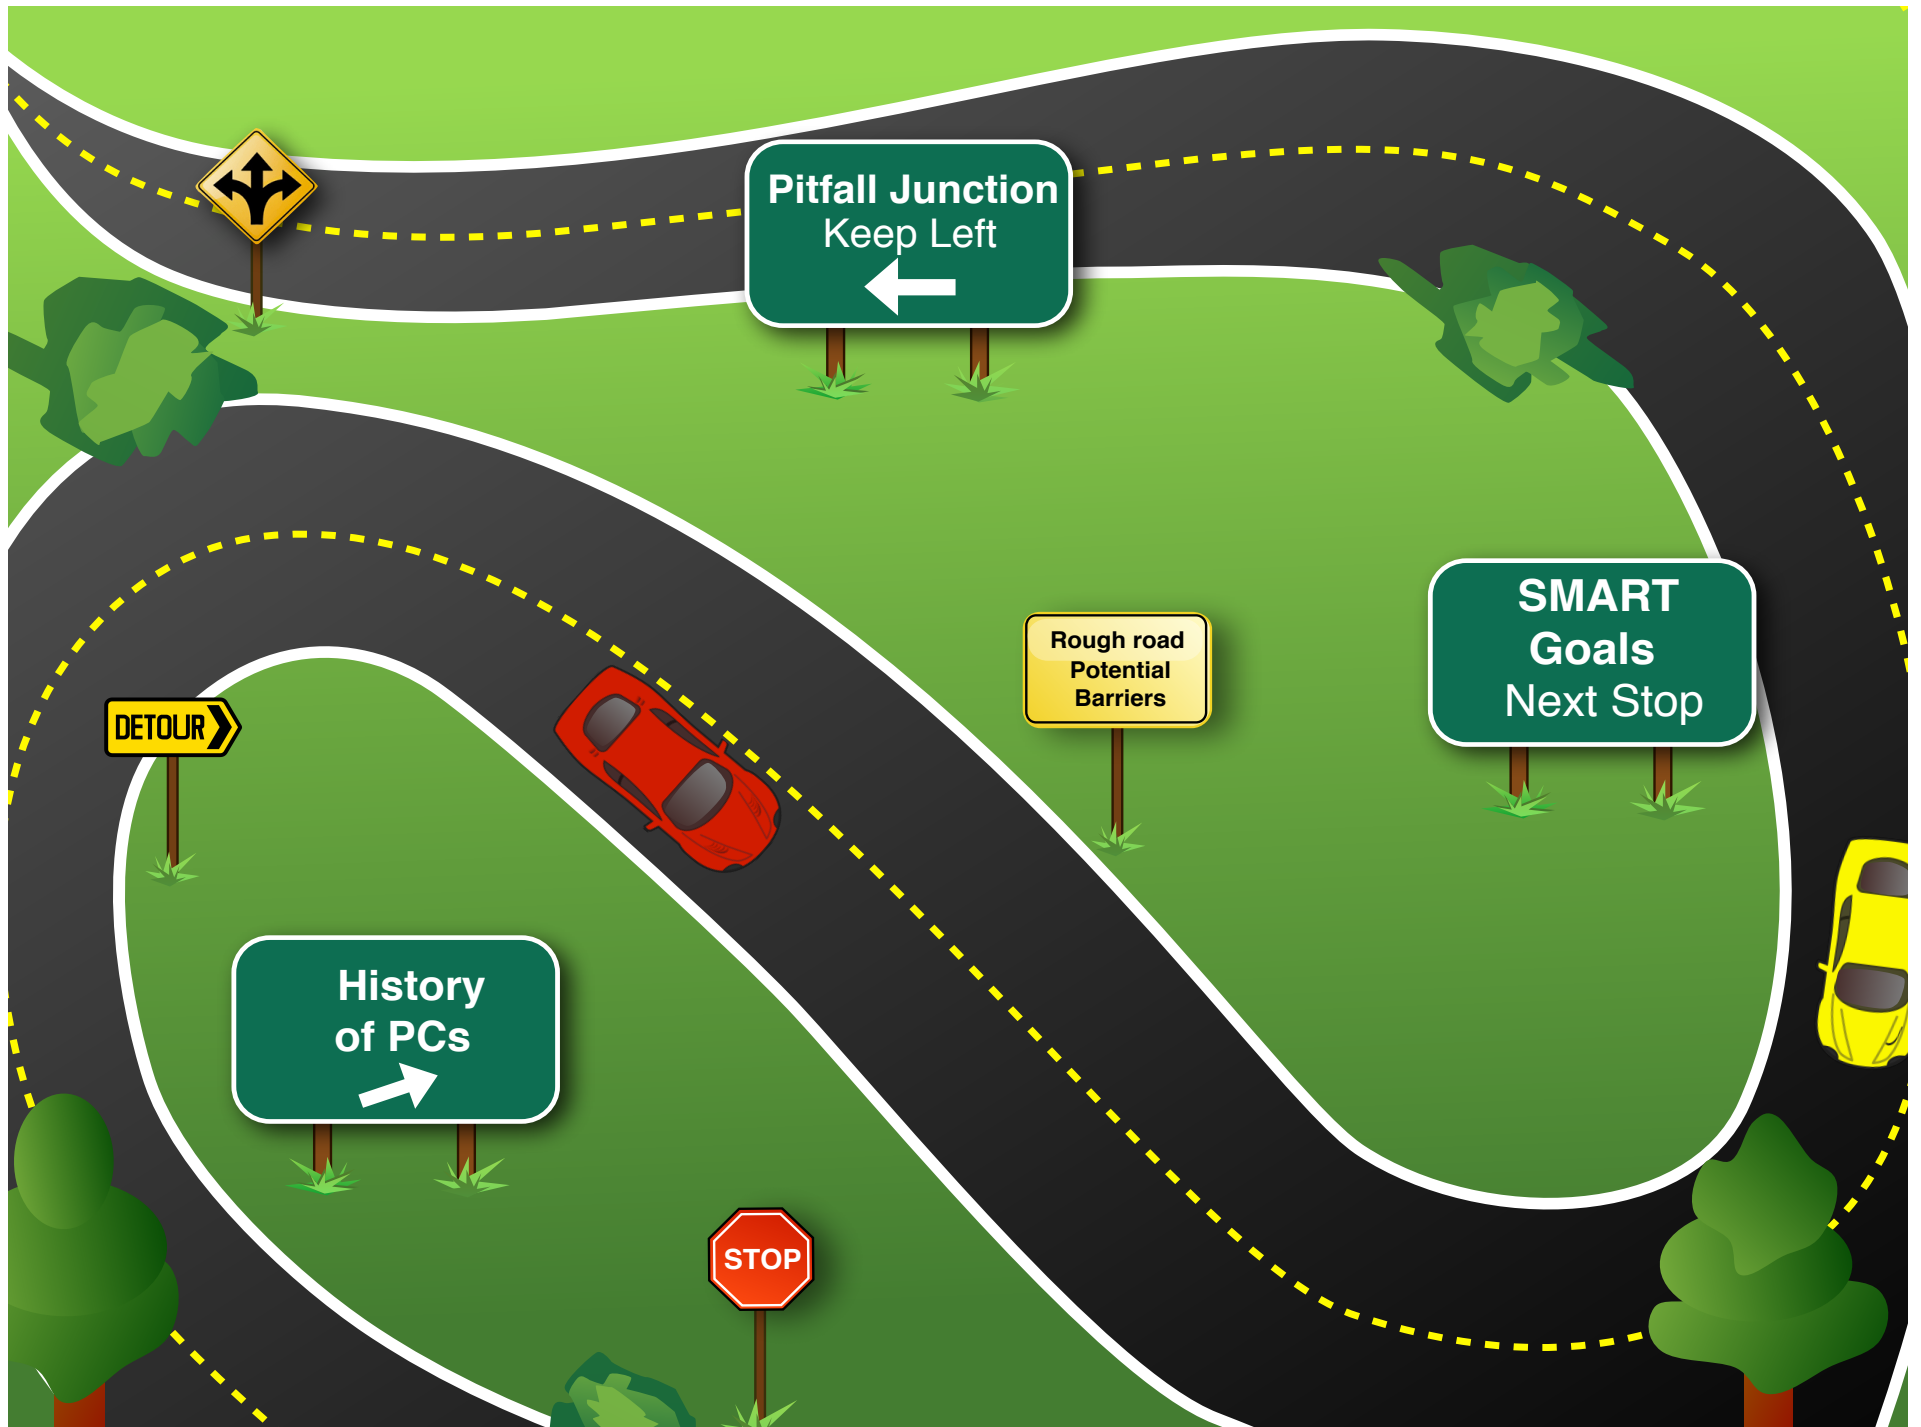 Pitfall Junction
Keep Left
SMART
Goals
Next Stop
Rough road
Potential
Barriers
DETOUR
History
of PCs
STOP